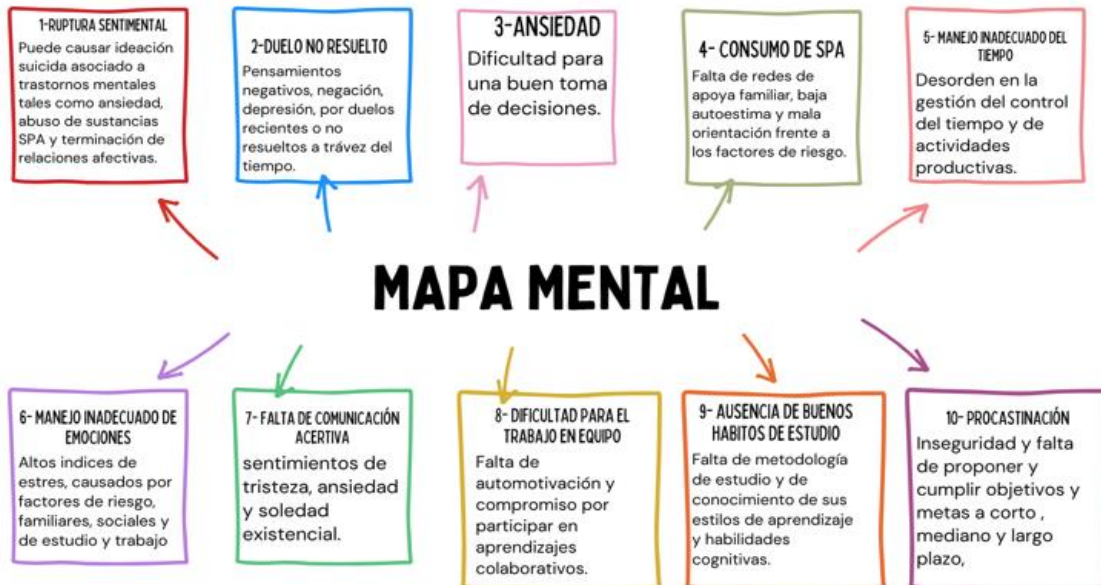 1-RUPTURA SENTIMENTAL
Puede causar ideación
suicida asociado a
trastornos mentales
tales como ansiedad,
abuso de sustancias
SPA y terminación de
relaciones afectivas.
2-DUELO NO RESUELTO
Pensamientos
negativos, negación,
depresión, por duelos
recientes o no
resueltos a trávez del
tiempo.
3-ANSIEDAD
Dificultad para
una buen toma
de decisiones.
4- CONSUMO DE SPA
Falta de redes de
apoya familiar, baja
autoestima y mala
orientación frente a
los factores de riesgo.
5- MANEJO INADECUADO DEL
TIEMPO
Desorden en la
gestión del control
del tiempo y de
actividades
productivas.
MAPA MENTAL
6- MANEJO INADECUADO DE
EMOCIONES
Altos indices de
estres, causados por
factores de riesgo,
familiares, sociales y
de estudio y trabajo
7- FALTA DE COMUNICACIÓN
ACERTIVA
sentimientos de
tristeza, ansiedad
y soledad
existencial.
8- DIFICULTAD PARA EL
TRABAJO EN EQUIPO
Falta de
automotivación y
compromiso por
participar en
aprendizajes
colaborativos.
9- AUSENCIA DE BUENOS
HABITOS DE ESTUDIO
Falta de metodología
de estudio y de
conocimiento de sus
estilos de aprendizaje
y habilidades
cognitivas.
10- PROCASTINACIÓN
Inseguridad y falta
de proponer y
cumplir objetivos y
metas a corto ,
mediano y largo
plazo,